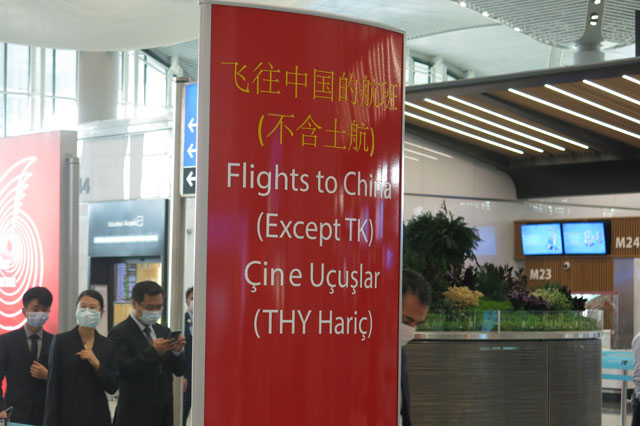 飞往中国的航班
(不含土航)
Flights to China
(Except TK)
Çin e Uçuşlar
(THY Hariç)
M24
M23